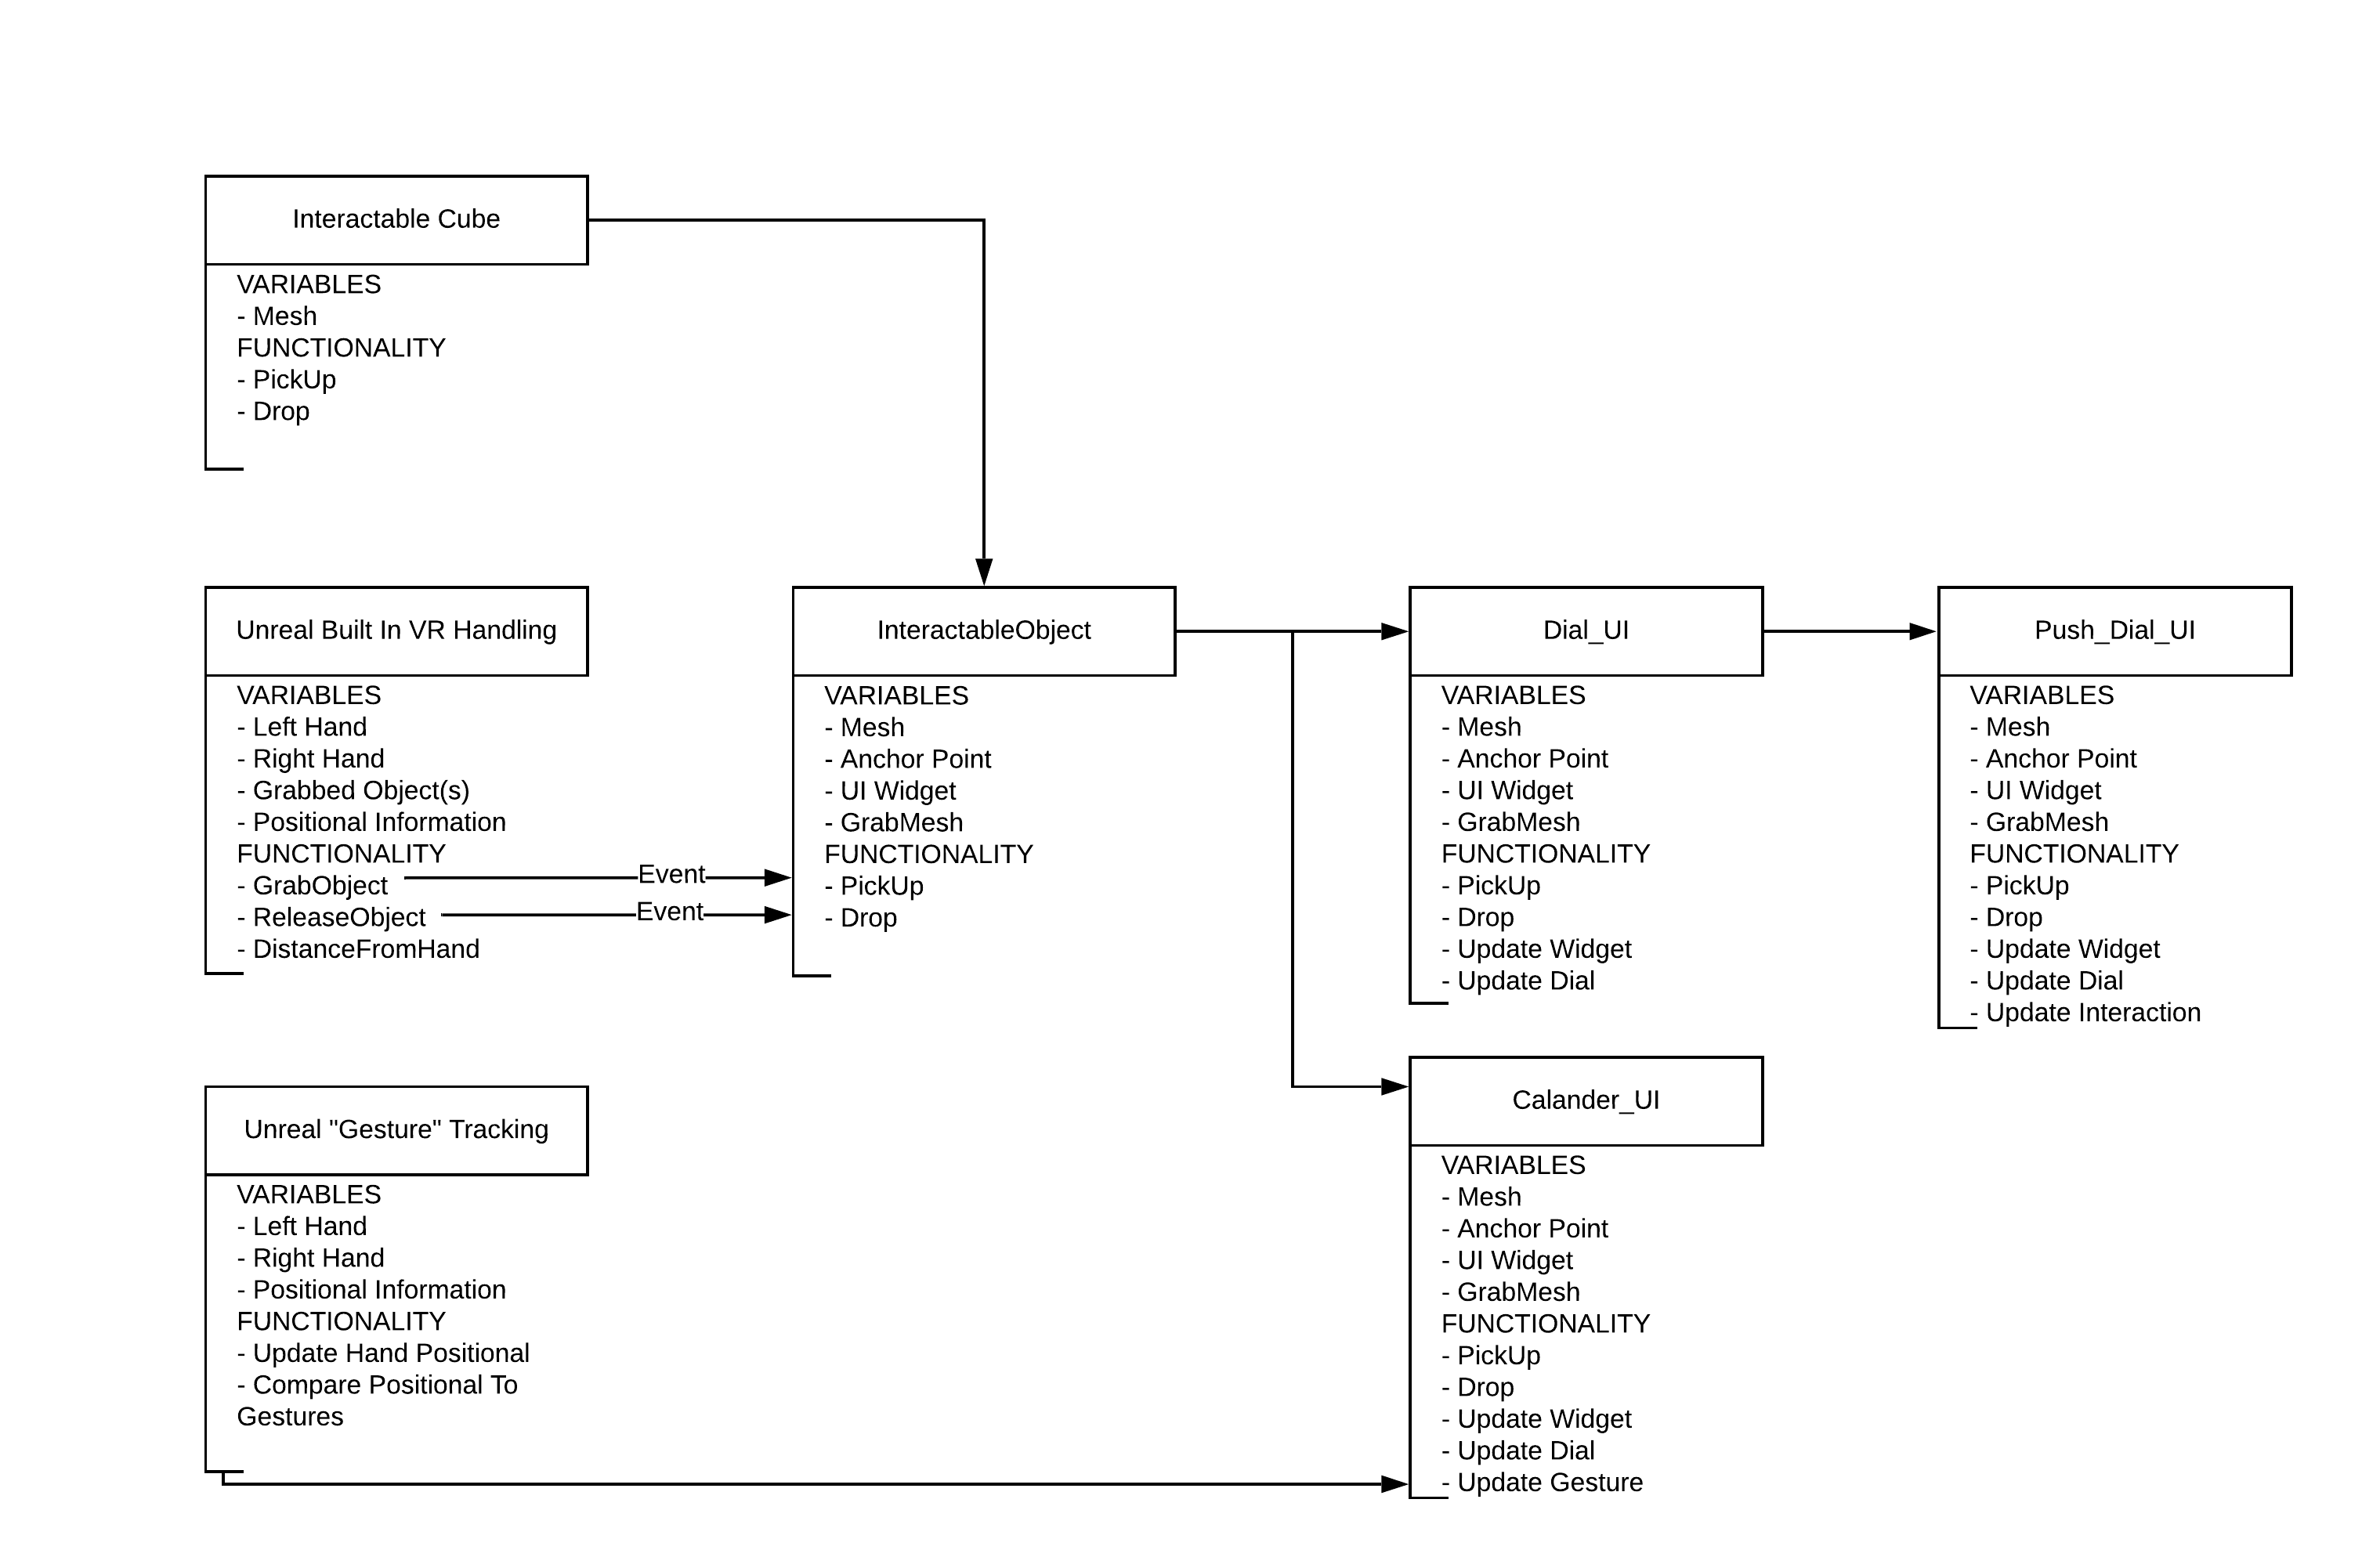 Interactable Cube
VARIABLES
- Mesh
FUNCTIONALITY
- PickUp
- Drop
Unreal Built In VR Handling
VARIABLES
- Left Hand
- Right Hand
- Grabbed Object(s)
- Positional Information
FUNCTIONALITY
- GrabObject
- ReleaseObject
- DistanceFromHand
Event
Event
InteractableObject
VARIABLES
- Mesh
- Anchor Point
- UI Widget
- GrabMesh
FUNCTIONALITY
- PickUp
- Drop
Dial_UI
VARIABLES
- Mesh
- Anchor Point
- UI Widget
- GrabMesh
FUNCTIONALITY
- PickUp
- Drop
- Update Widget
- Update Dial
Push_Dial_UI
VARIABLES
- Mesh
- Anchor Point
- UI Widget
- GrabMesh
FUNCTIONALITY
- PickUp
- Drop
- Update Widget
- Update Dial
- Update Interaction
Unreal "Gesture" Tracking
VARIABLES
- Left Hand
- Right Hand
- Positional Information
FUNCTIONALITY
- Update Hand Positional
- Compare Positional To
Gestures
Calander_UI
VARIABLES
- Mesh
- Anchor Point
- UI Widget
- GrabMesh
FUNCTIONALITY
- PickUp
- Drop
- Update Widget
- Update Dial
- Update Gesture